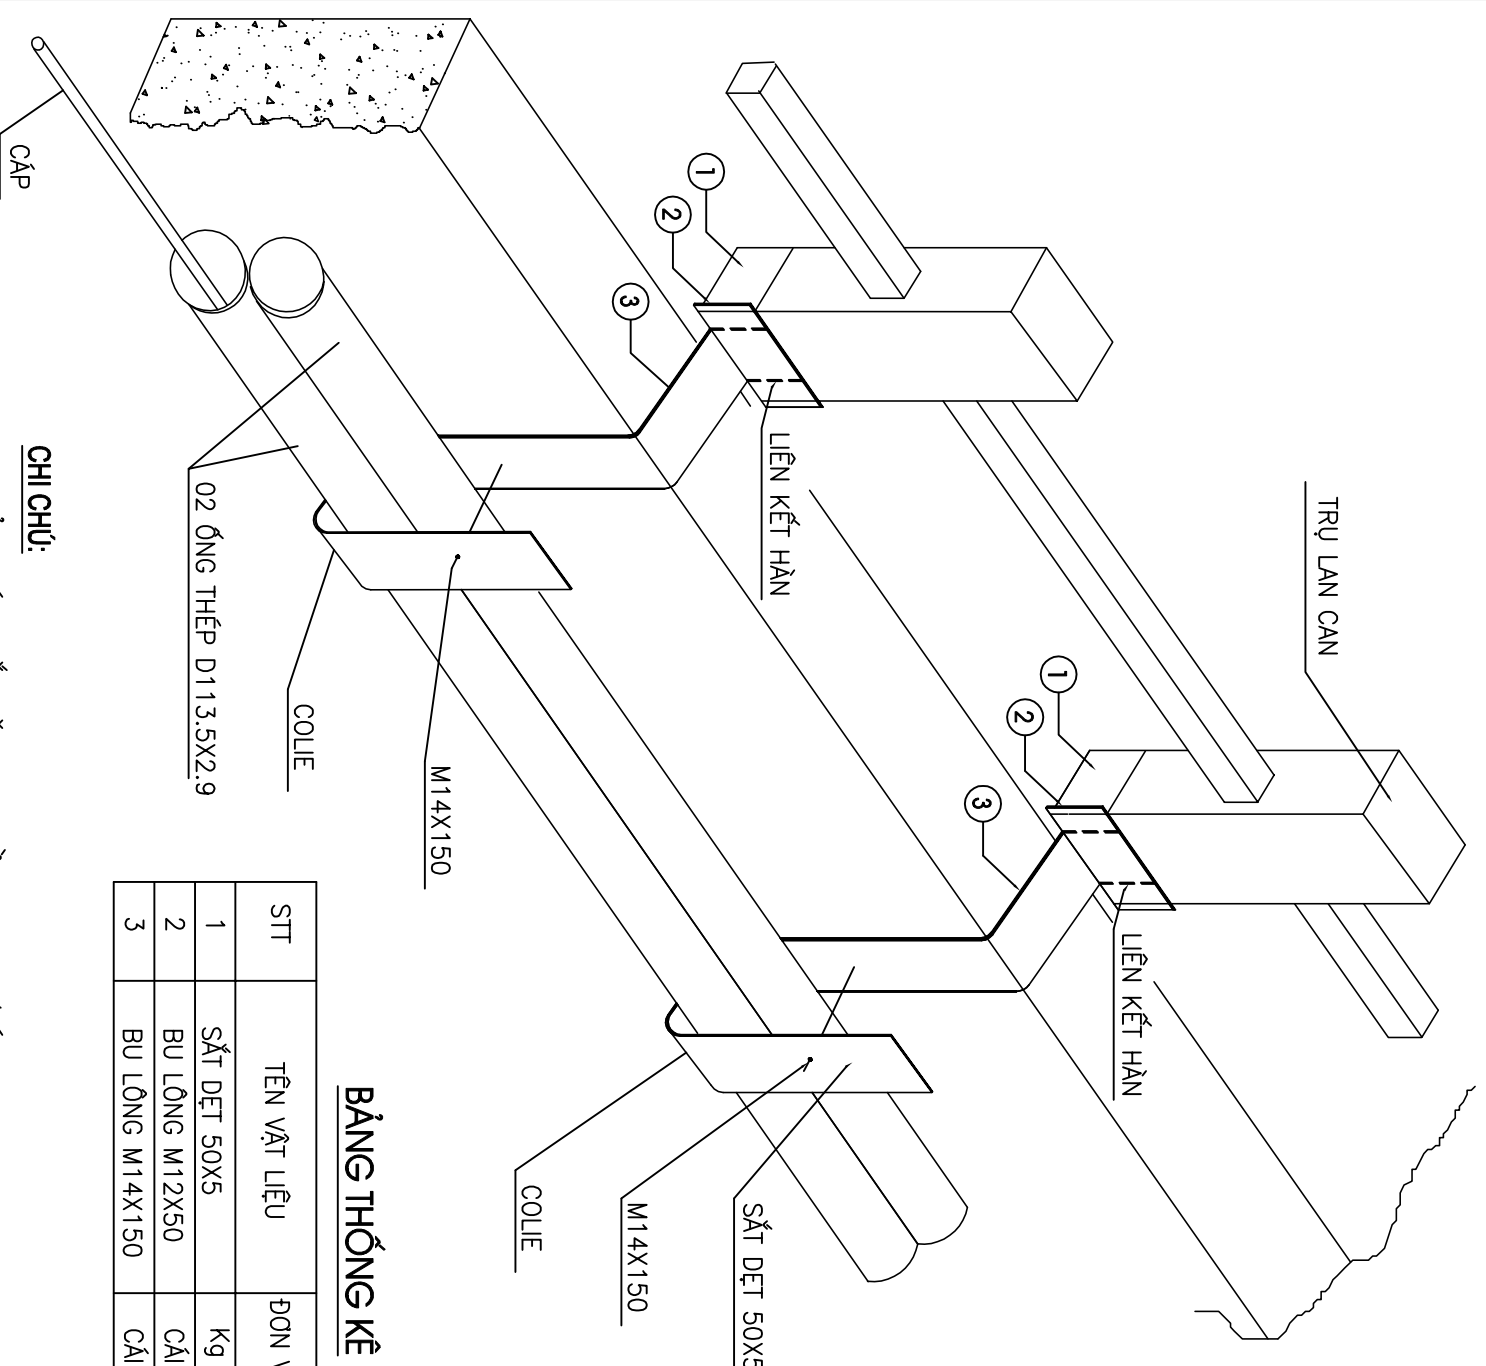 TRỤ LAN CAN
1
2
3
LIÊN KẾT HÀN
1
2
3
LIÊN KẾT HÀN
SẮT DẸT 50X5
M14X150
COLIE
M14X150
COLIE
02 ỐNG THÉP D113.5X2.9
CÁP
BẢNG THỐNG KÊ
STT TÊN VẬT LIỆU ĐƠN
1 SẮT DẸT 50X5 Kg
2 BU LÔNG M12X50 CÁI
3 BU LÔNG M14X150 CÁI
CHI CHÚ: